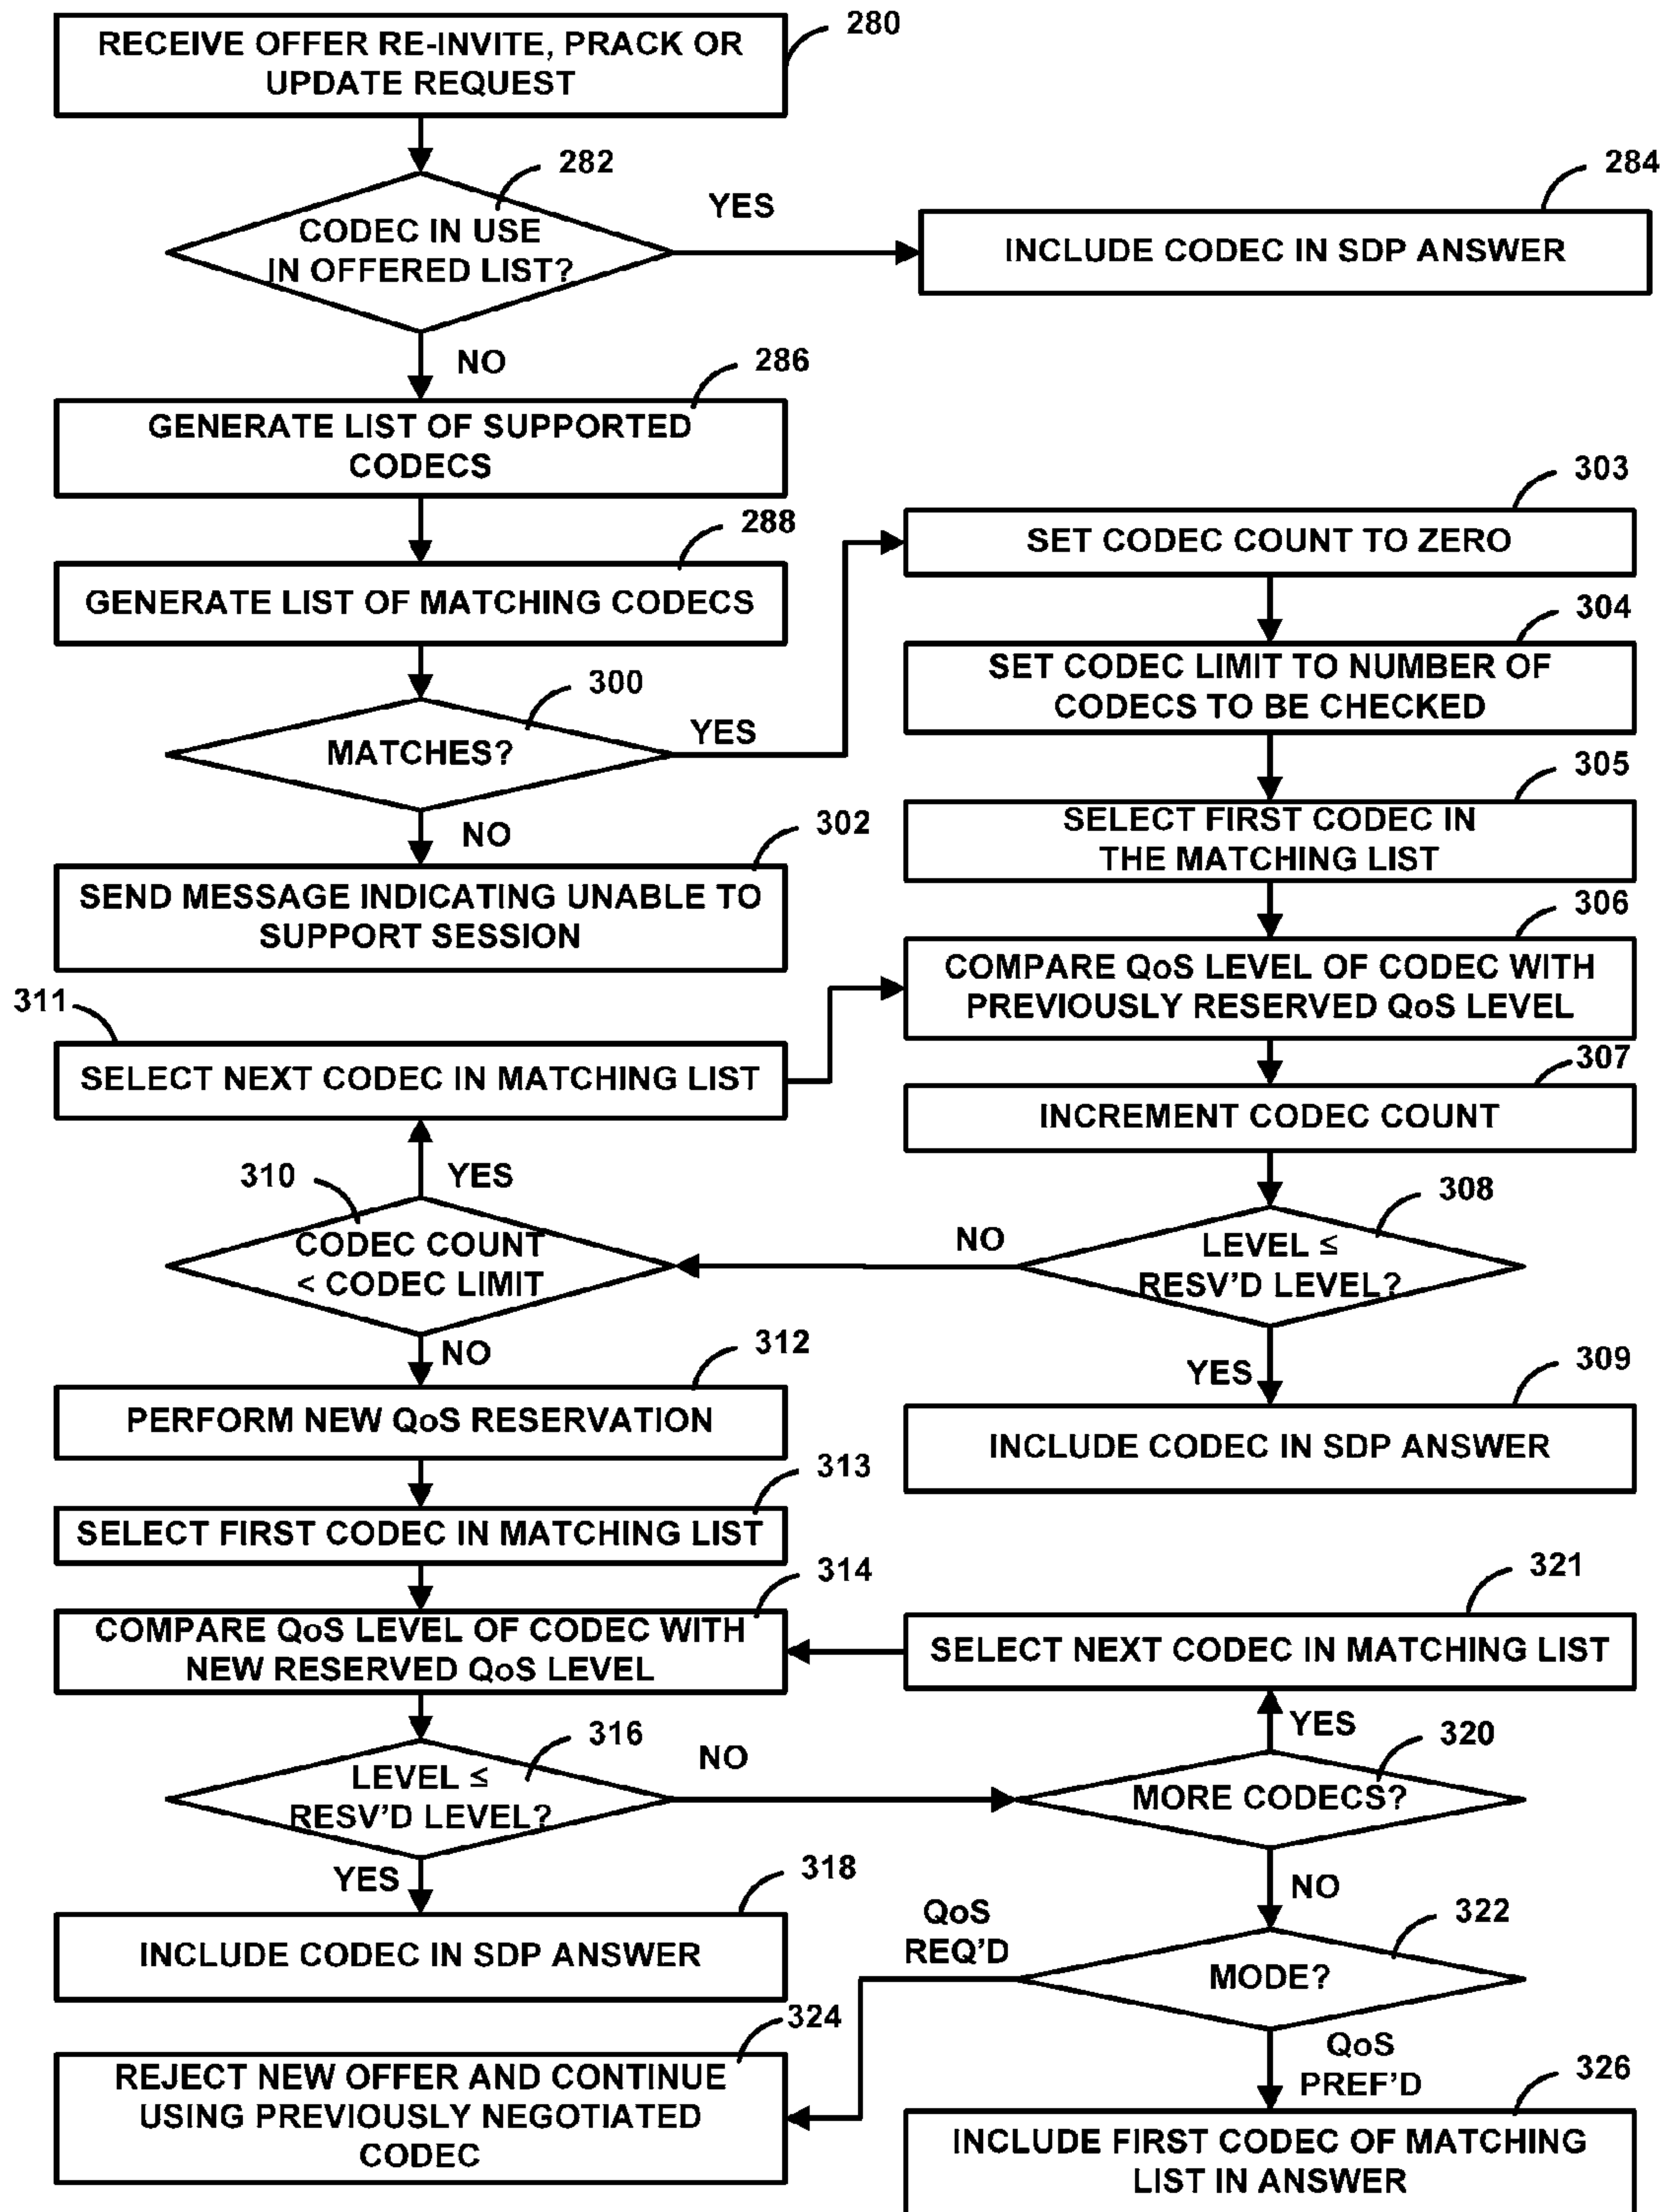 280
RECEIVE OFFER RE-INVITE, PRACK OR
UPDATE REQUEST
282
CODEC IN USE
IN OFFERED LIST?
YES
284
INCLUDE CODEC IN SDP ANSWER
NO
286
GENERATE LIST OF SUPPORTED
CODECS
288
GENERATE LIST OF MATCHING CODECS
300
MATCHES?
YES
NO
302
SEND MESSAGE INDICATING UNABLE TO
SUPPORT SESSION
303
SET CODEC COUNT TO ZERO
304
SET CODEC LIMIT TO NUMBER OF
CODECS TO BE CHECKED
305
SELECT FIRST CODEC IN
THE MATCHING LIST
306
COMPARE QoS LEVEL OF CODEC WITH
PREVIOUSLY RESERVED QoS LEVEL
307
INCREMENT CODEC COUNT
308
LEVEL ≤
RESV'D LEVEL?
NO
YES
309
INCLUDE CODEC IN SDP ANSWER
311
SELECT NEXT CODEC IN MATCHING LIST
YES
310
CODEC COUNT
< CODEC LIMIT
NO
312
PERFORM NEW QoS RESERVATION
313
SELECT FIRST CODEC IN MATCHING LIST
314
COMPARE QoS LEVEL OF CODEC WITH
NEW RESERVED QoS LEVEL
316
LEVEL ≤
RESV'D LEVEL?
NO
YES
318
INCLUDE CODEC IN SDP ANSWER
321
SELECT NEXT CODEC IN MATCHING LIST
YES
320
MORE CODECS?
NO
322
MODE?
QoS
REQ'D
324
REJECT NEW OFFER AND CONTINUE
USING PREVIOUSLY NEGOTIATED
CODEC
QoS
PREF'D
326
INCLUDE FIRST CODEC OF MATCHING
LIST IN ANSWER